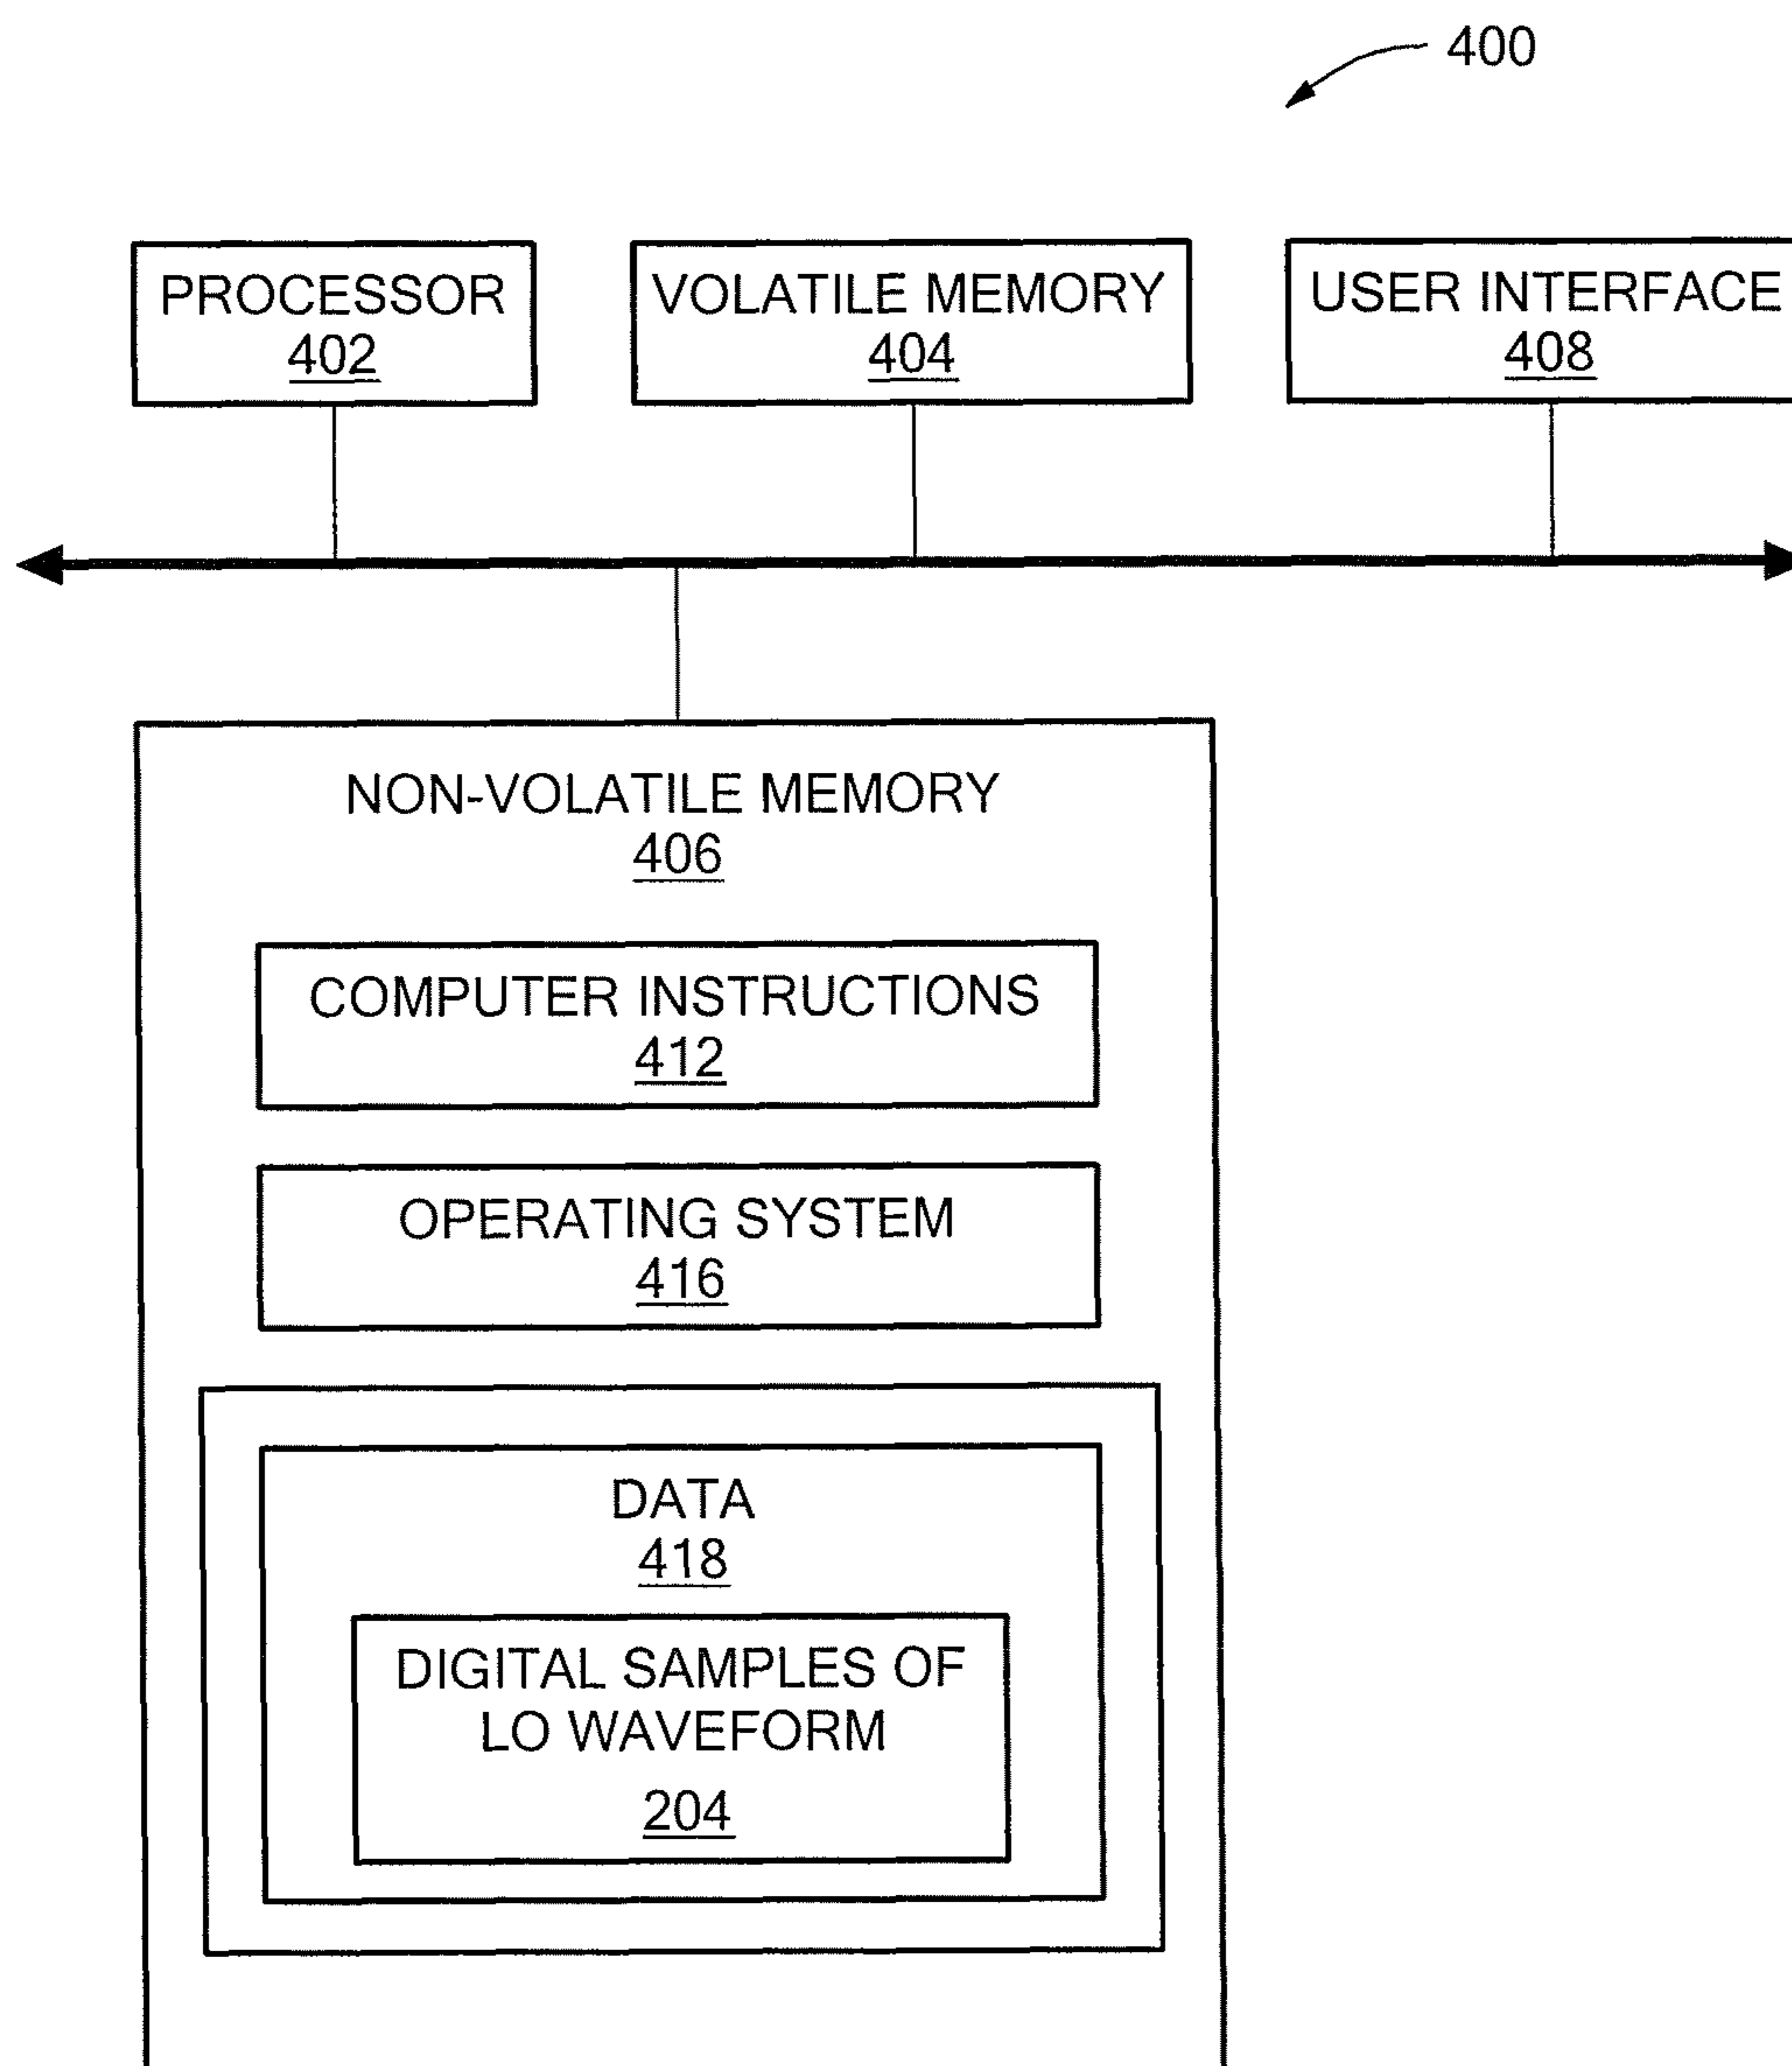 400
PROCESSOR
402
VOLATILE MEMORY
404
USER INTERFACE
408
NON-VOLATILE MEMORY
406
COMPUTER INSTRUCTIONS
412
OPERATING SYSTEM
416
DATA
418
DIGITAL SAMPLES OF
LO WAVEFORM
204